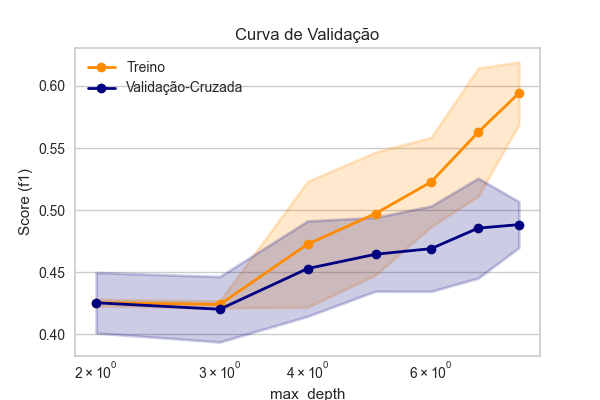 Curva de Validação
Treino
Validação-Cruzada
Score (f1)
0.60
0.55
0.50
0.45
0.40
2 × 10⁰
3 × 10⁰
4 × 10⁰
6 × 10⁰
max_depth